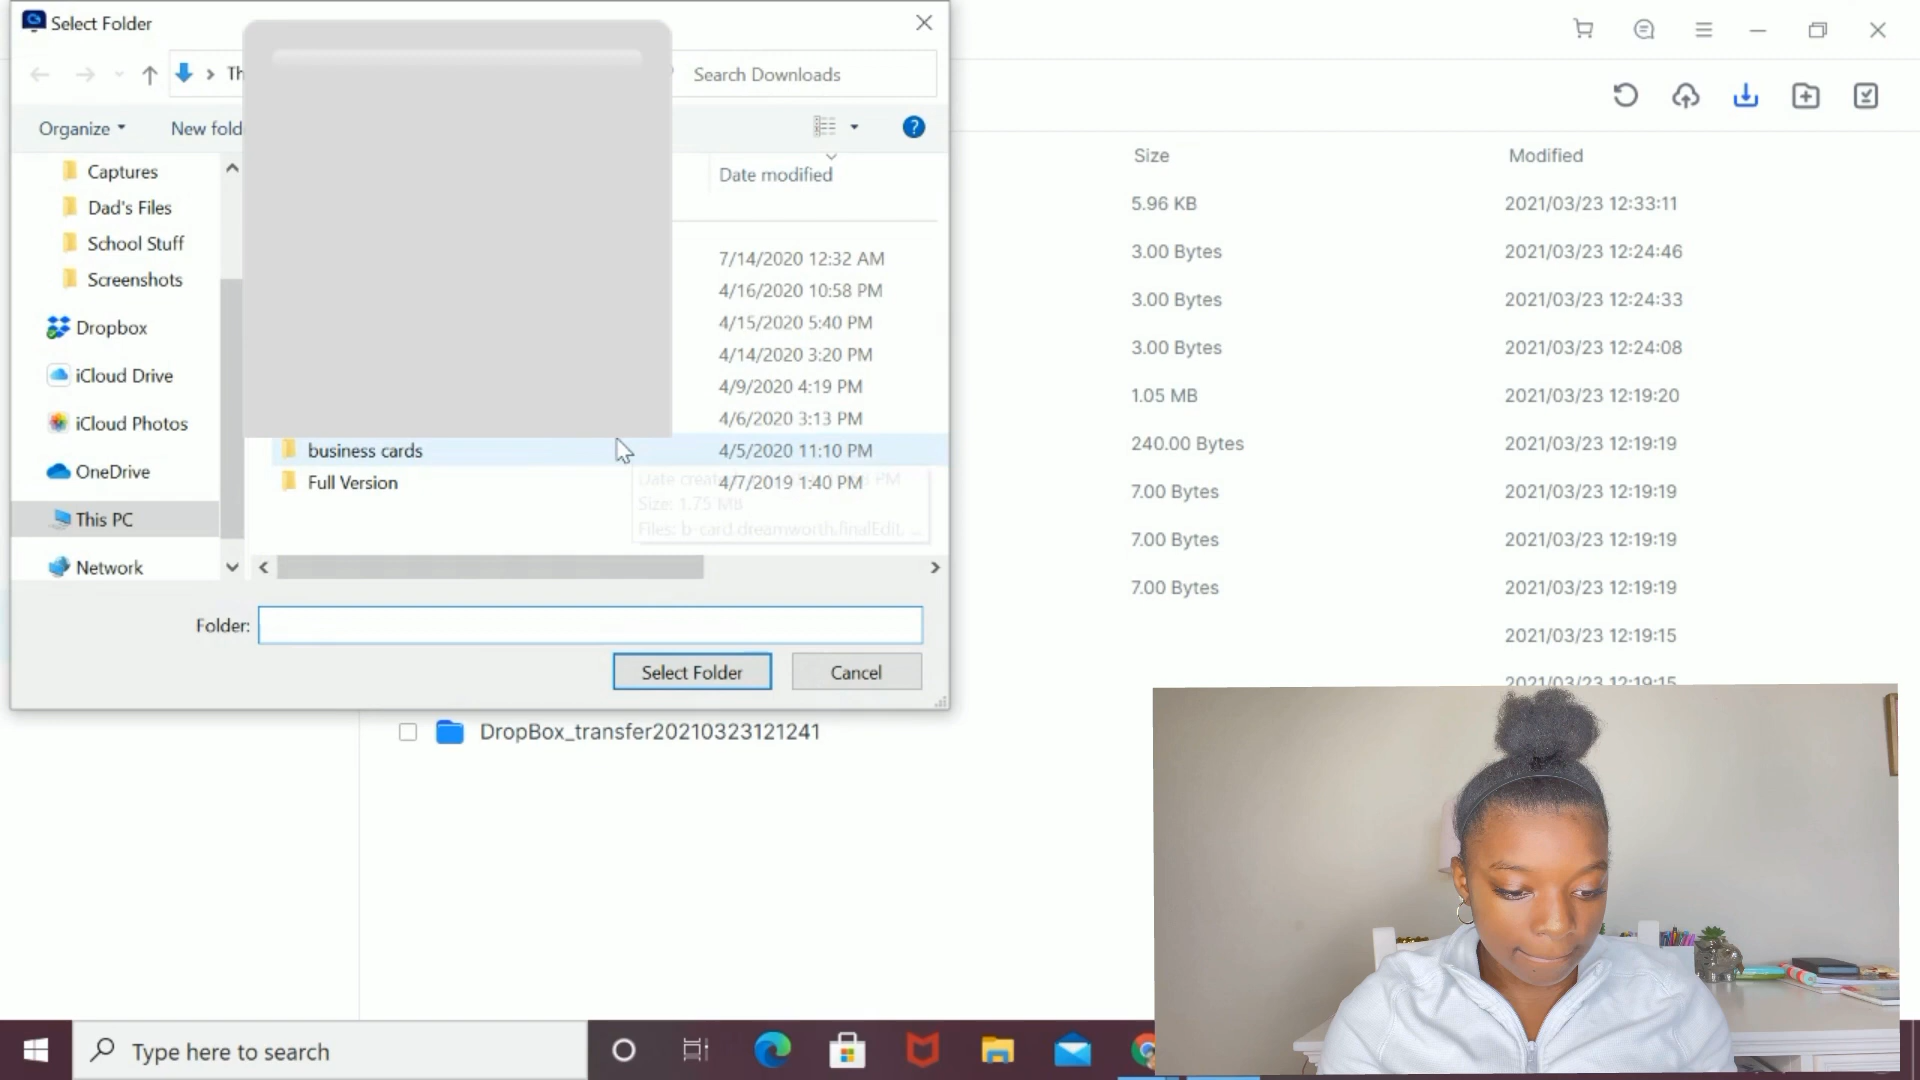 Select Folder
Th
Search Downloads
Organize
New fold
?
Date modified
Captures
Dad's Files
School Stuff
Screenshots
Dropbox
iCloud Drive
iCloud Photos
OneDrive
This PC
Network
7/14/2020 12:32 AM
4/16/2020 10:58 PM
4/15/2020 5:40 PM
4/14/2020 3:20 PM
4/9/2020 4:19 PM
4/6/2020 3:13 PM
business cards 4/5/2020 11:10 PM
Full Version 4/7/2019 1:40 PM
Date creat PM
Size: 1.75 MB
Files: b-card.dreamworth.finalEdit, ...
Folder:
Select Folder
Cancel
Size Modified
5.96 KB 2021/03/23 12:33:11
3.00 Bytes 2021/03/23 12:24:46
3.00 Bytes 2021/03/23 12:24:33
3.00 Bytes 2021/03/23 12:24:08
1.05 MB 2021/03/23 12:19:20
240.00 Bytes 2021/03/23 12:19:19
7.00 Bytes 2021/03/23 12:19:19
7.00 Bytes 2021/03/23 12:19:19
7.00 Bytes 2021/03/23 12:19:19
2021/03/23 12:19:15
2021/03/23 12:19:15
DropBox_transfer20210323121241
Type here to search